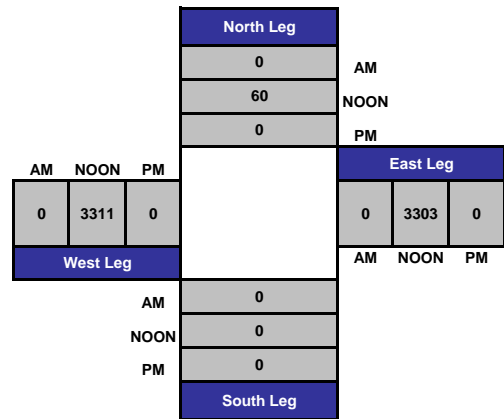 North Leg
0 AM
60 NOON
0 PM
AM NOON PM
East Leg
0 3311 0
0 3303 0
West Leg
AM NOON PM
AM 0
NOON 0
PM 0
South Leg